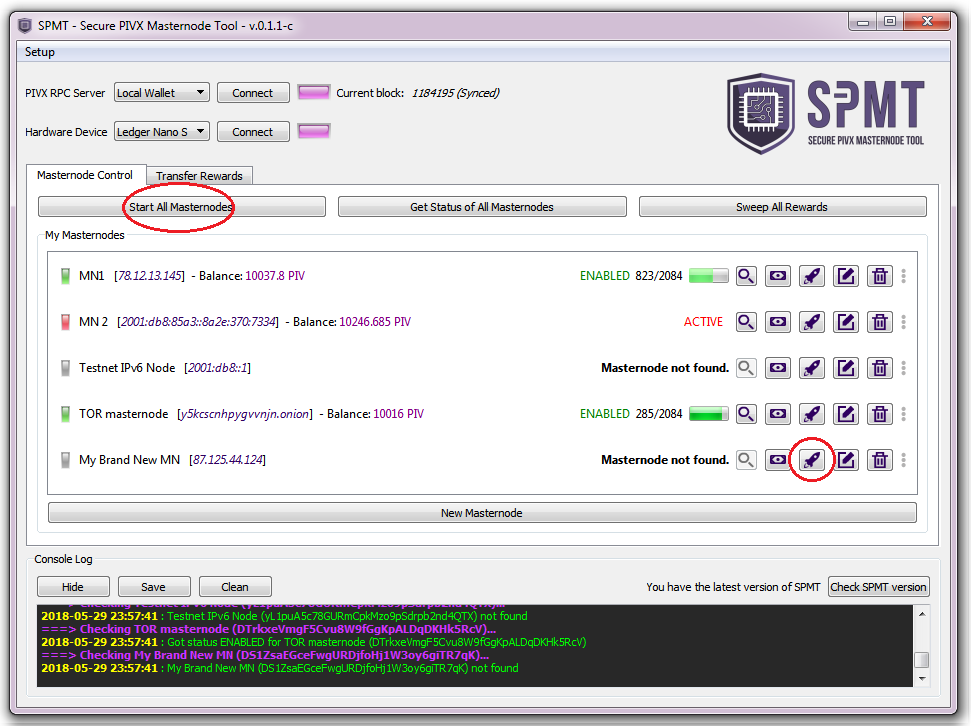 SPMT - Secure PIVX Masternode Tool - v.0.1.1-c
Setup
PIVX RPC Server Local Wallet Connect Current block: 1184195 (Synced)
Hardware Device Ledger Nano S Connect
SPMT
SECURE PIVX MASTERNODE TOOL
Masternode Control Transfer Rewards
Start All Masternodes Get Status of All Masternodes Sweep All Rewards
My Masternodes
MN1 [78.12.13.145] - Balance: 10037.8 PIV ENABLED 823/2084
MN 2 [2001:db8:85a3::8a2e:370:7334] - Balance: 10246.685 PIV ACTIVE
Testnet IPv6 Node [2001:db8::1] Masternode not found.
TOR masternode [y5kcscnhpygvvnjn.onion] - Balance: 10016 PIV ENABLED 285/2084
My Brand New MN [87.125.44.124] Masternode not found.
New Masternode
Console Log
Hide Save Clean You have the latest version of SPMT Check SPMT version
2018-05-29 23:57:41 : Testnet IPv6 Node (yL1puA5c78GURmCpkMzo9pSdrpb2nd4QTX) not found
===> Checking TOR masternode (DTrkxeVmgF5Cvu8W9fGgKpALDqDKHk5RcV)...
2018-05-29 23:57:41 : Got status ENABLED for TOR masternode (DTrkxeVmgF5Cvu8W9fGgKpALDqDKHk5RcV)
===> Checking My Brand New MN (DS1ZsaEGceFwgURDjfoHj1W3oy6giTR7qK)...
2018-05-29 23:57:41 : My Brand New MN (DS1ZsaEGceFwgURDjfoHj1W3oy6giTR7qK) not found